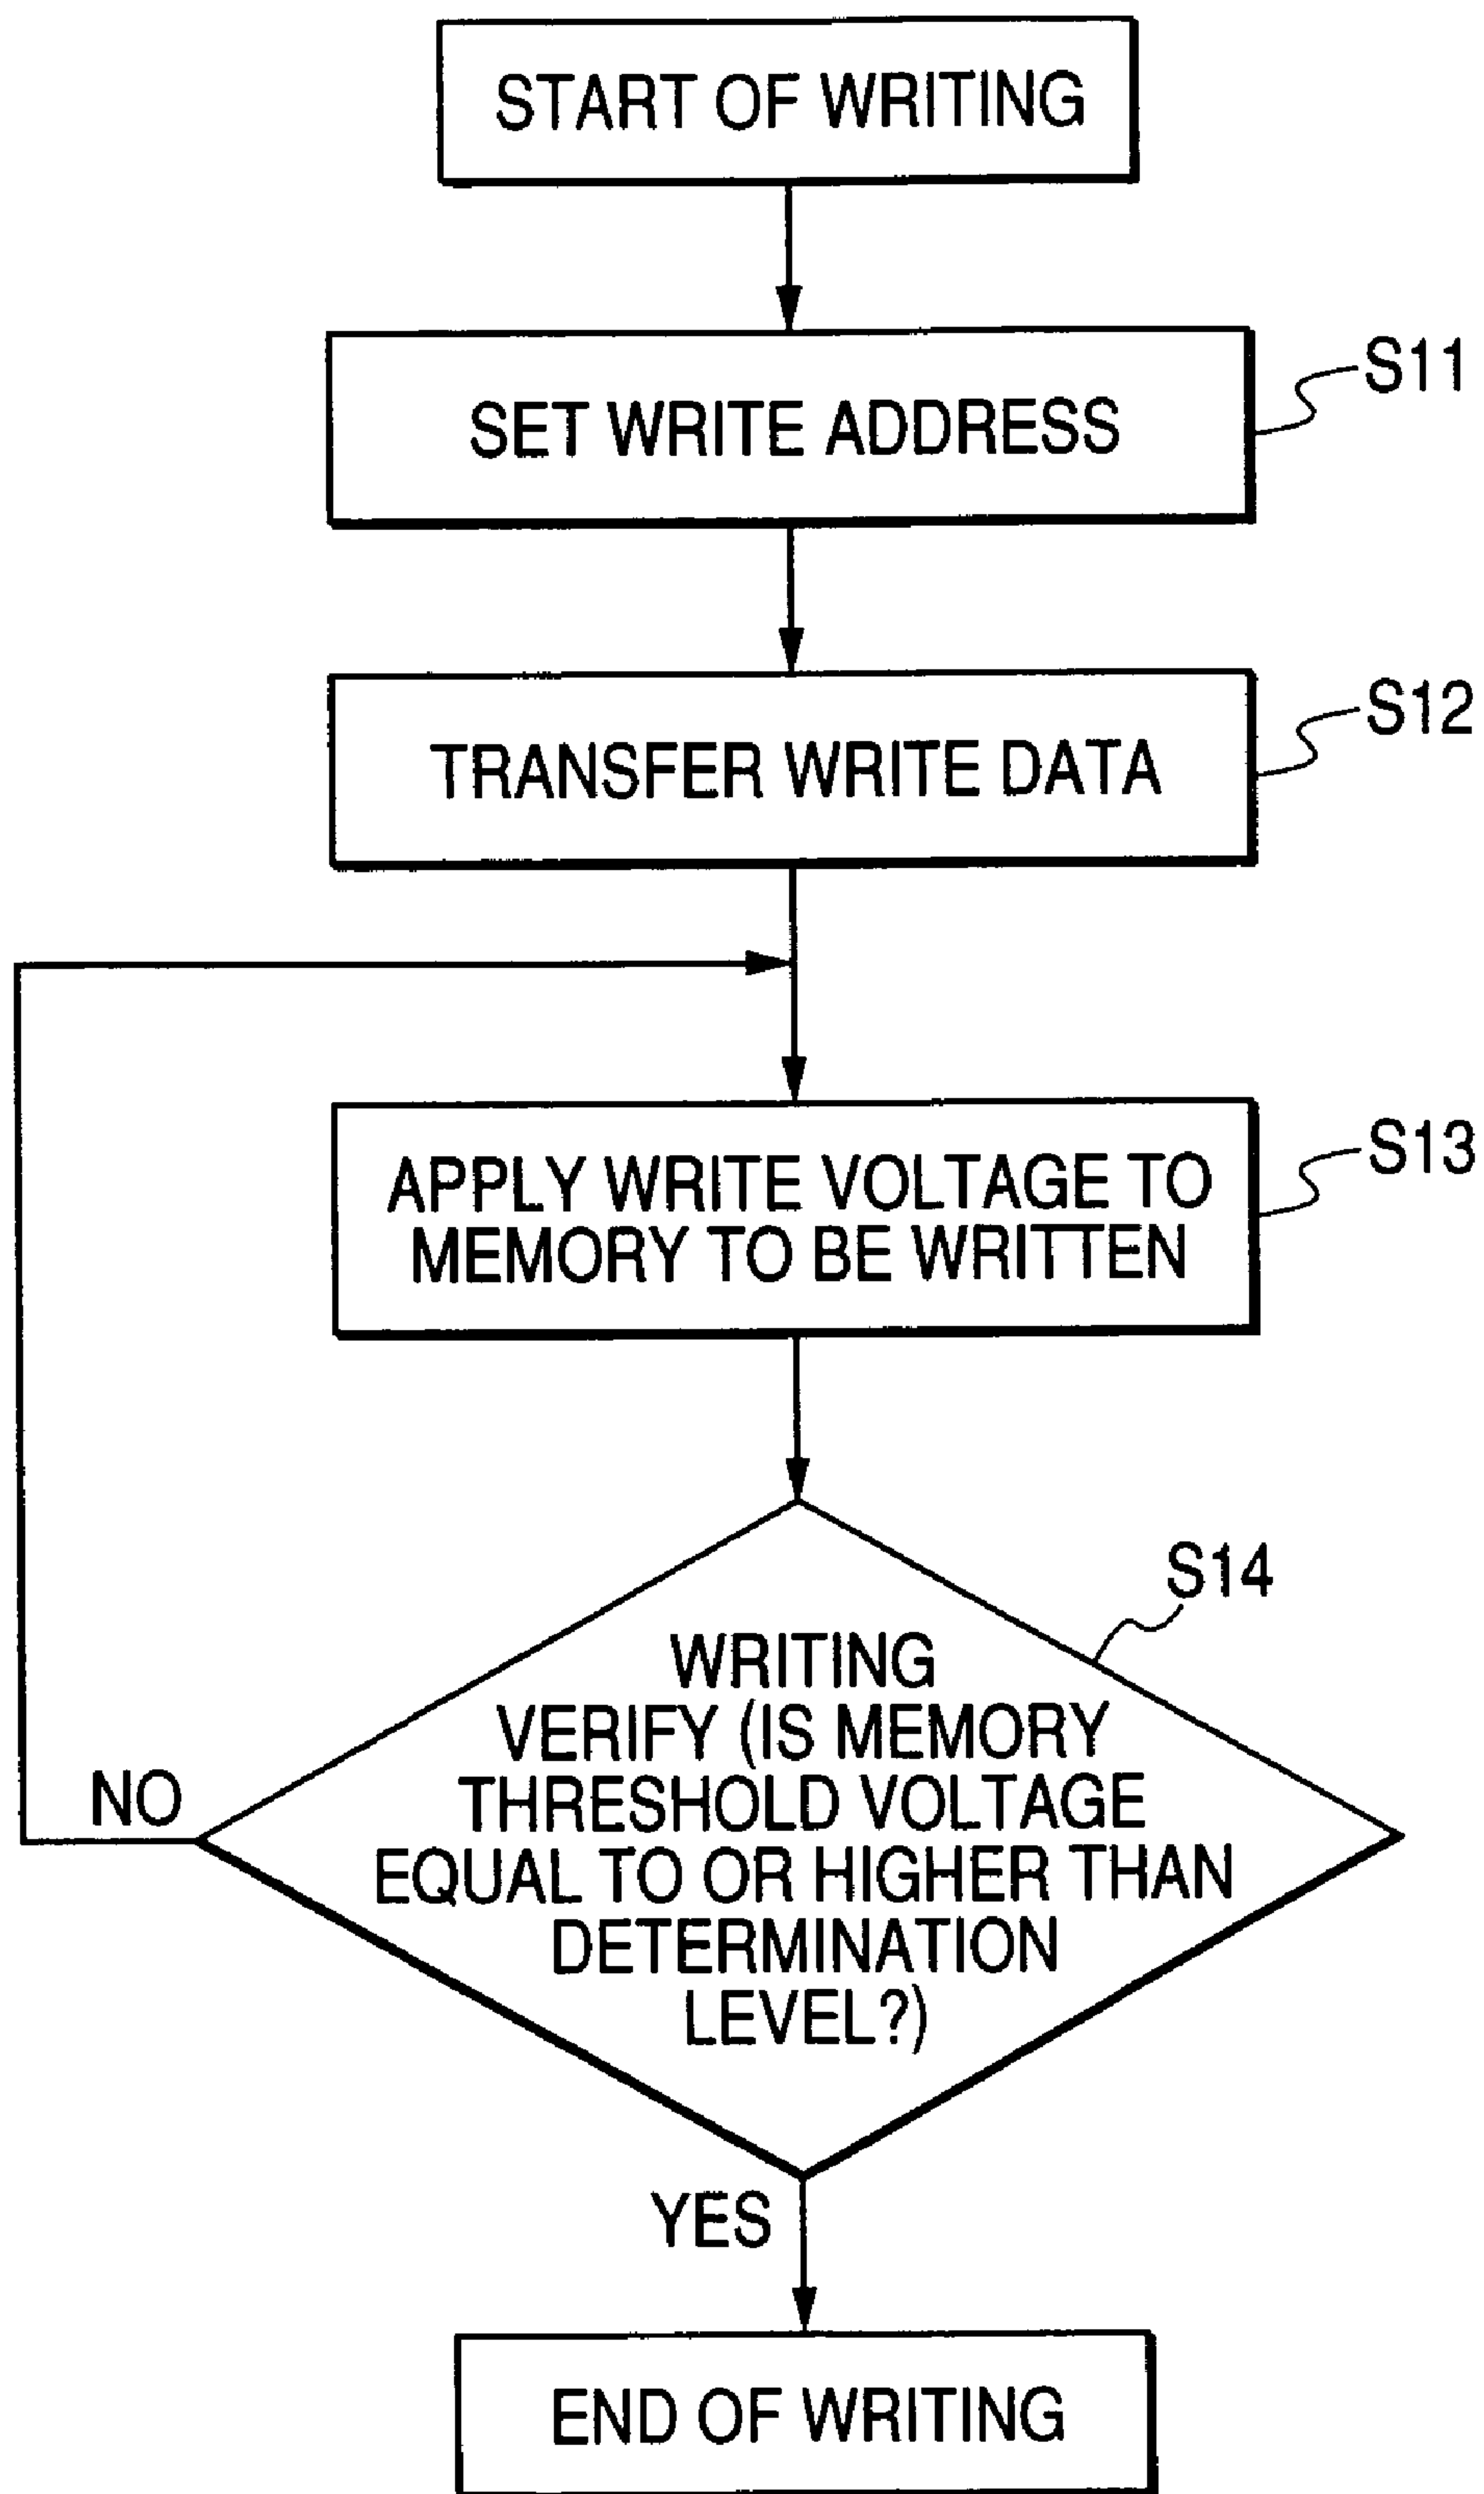 START OF WRITING
S11
SET WRITE ADDRESS
S12
TRANSFER WRITE DATA
S13
APPLY WRITE VOLTAGE TO
MEMORY TO BE WRITTEN
S14
WRITING
VERIFY (IS MEMORY
THRESHOLD VOLTAGE
EQUAL TO OR HIGHER THAN
DETERMINATION
LEVEL?)
NO
YES
END OF WRITING